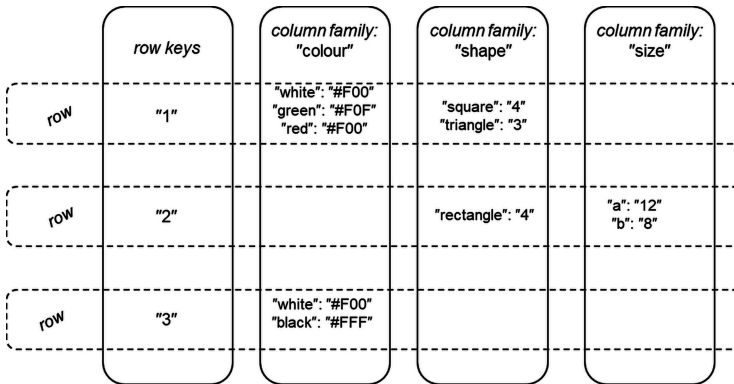 row keys
column family:
"colour"
column family:
"shape"
column family:
"size"
row
"1"
"white": "#F00"
"green": "#F0F"
"red": "#F00"
"square": "4"
"triangle": "3"
row
"2"
"rectangle": "4"
"a": "12"
"b": "8"
row
"3"
"white": "#F00"
"black": "#FFF"